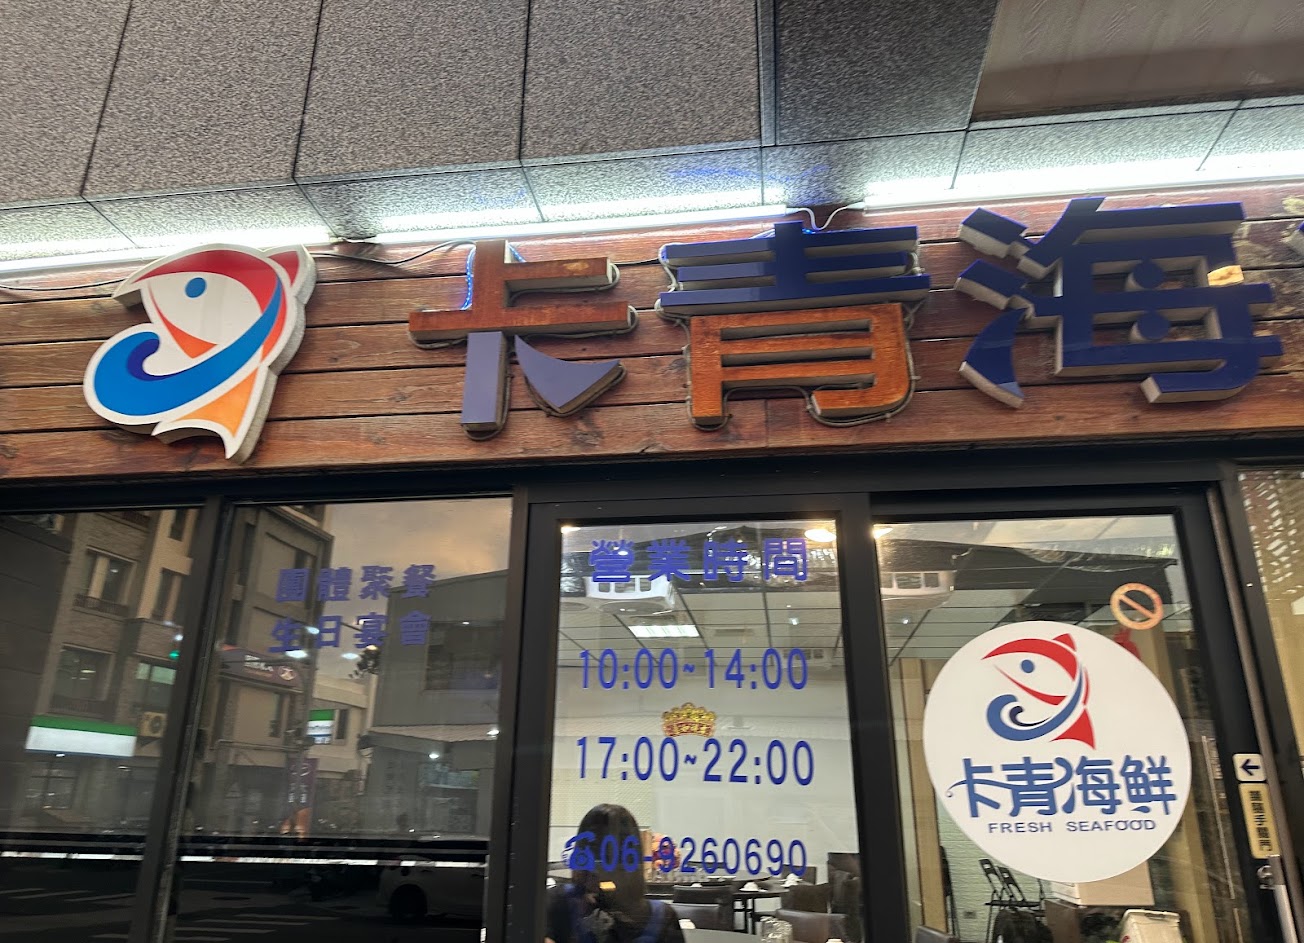 卡青海
團體聚餐
生日宴會
營業時間
10:00~14:00
17:00~22:00
☎06-9260690
卡青海鮮
FRESH SEAFOOD